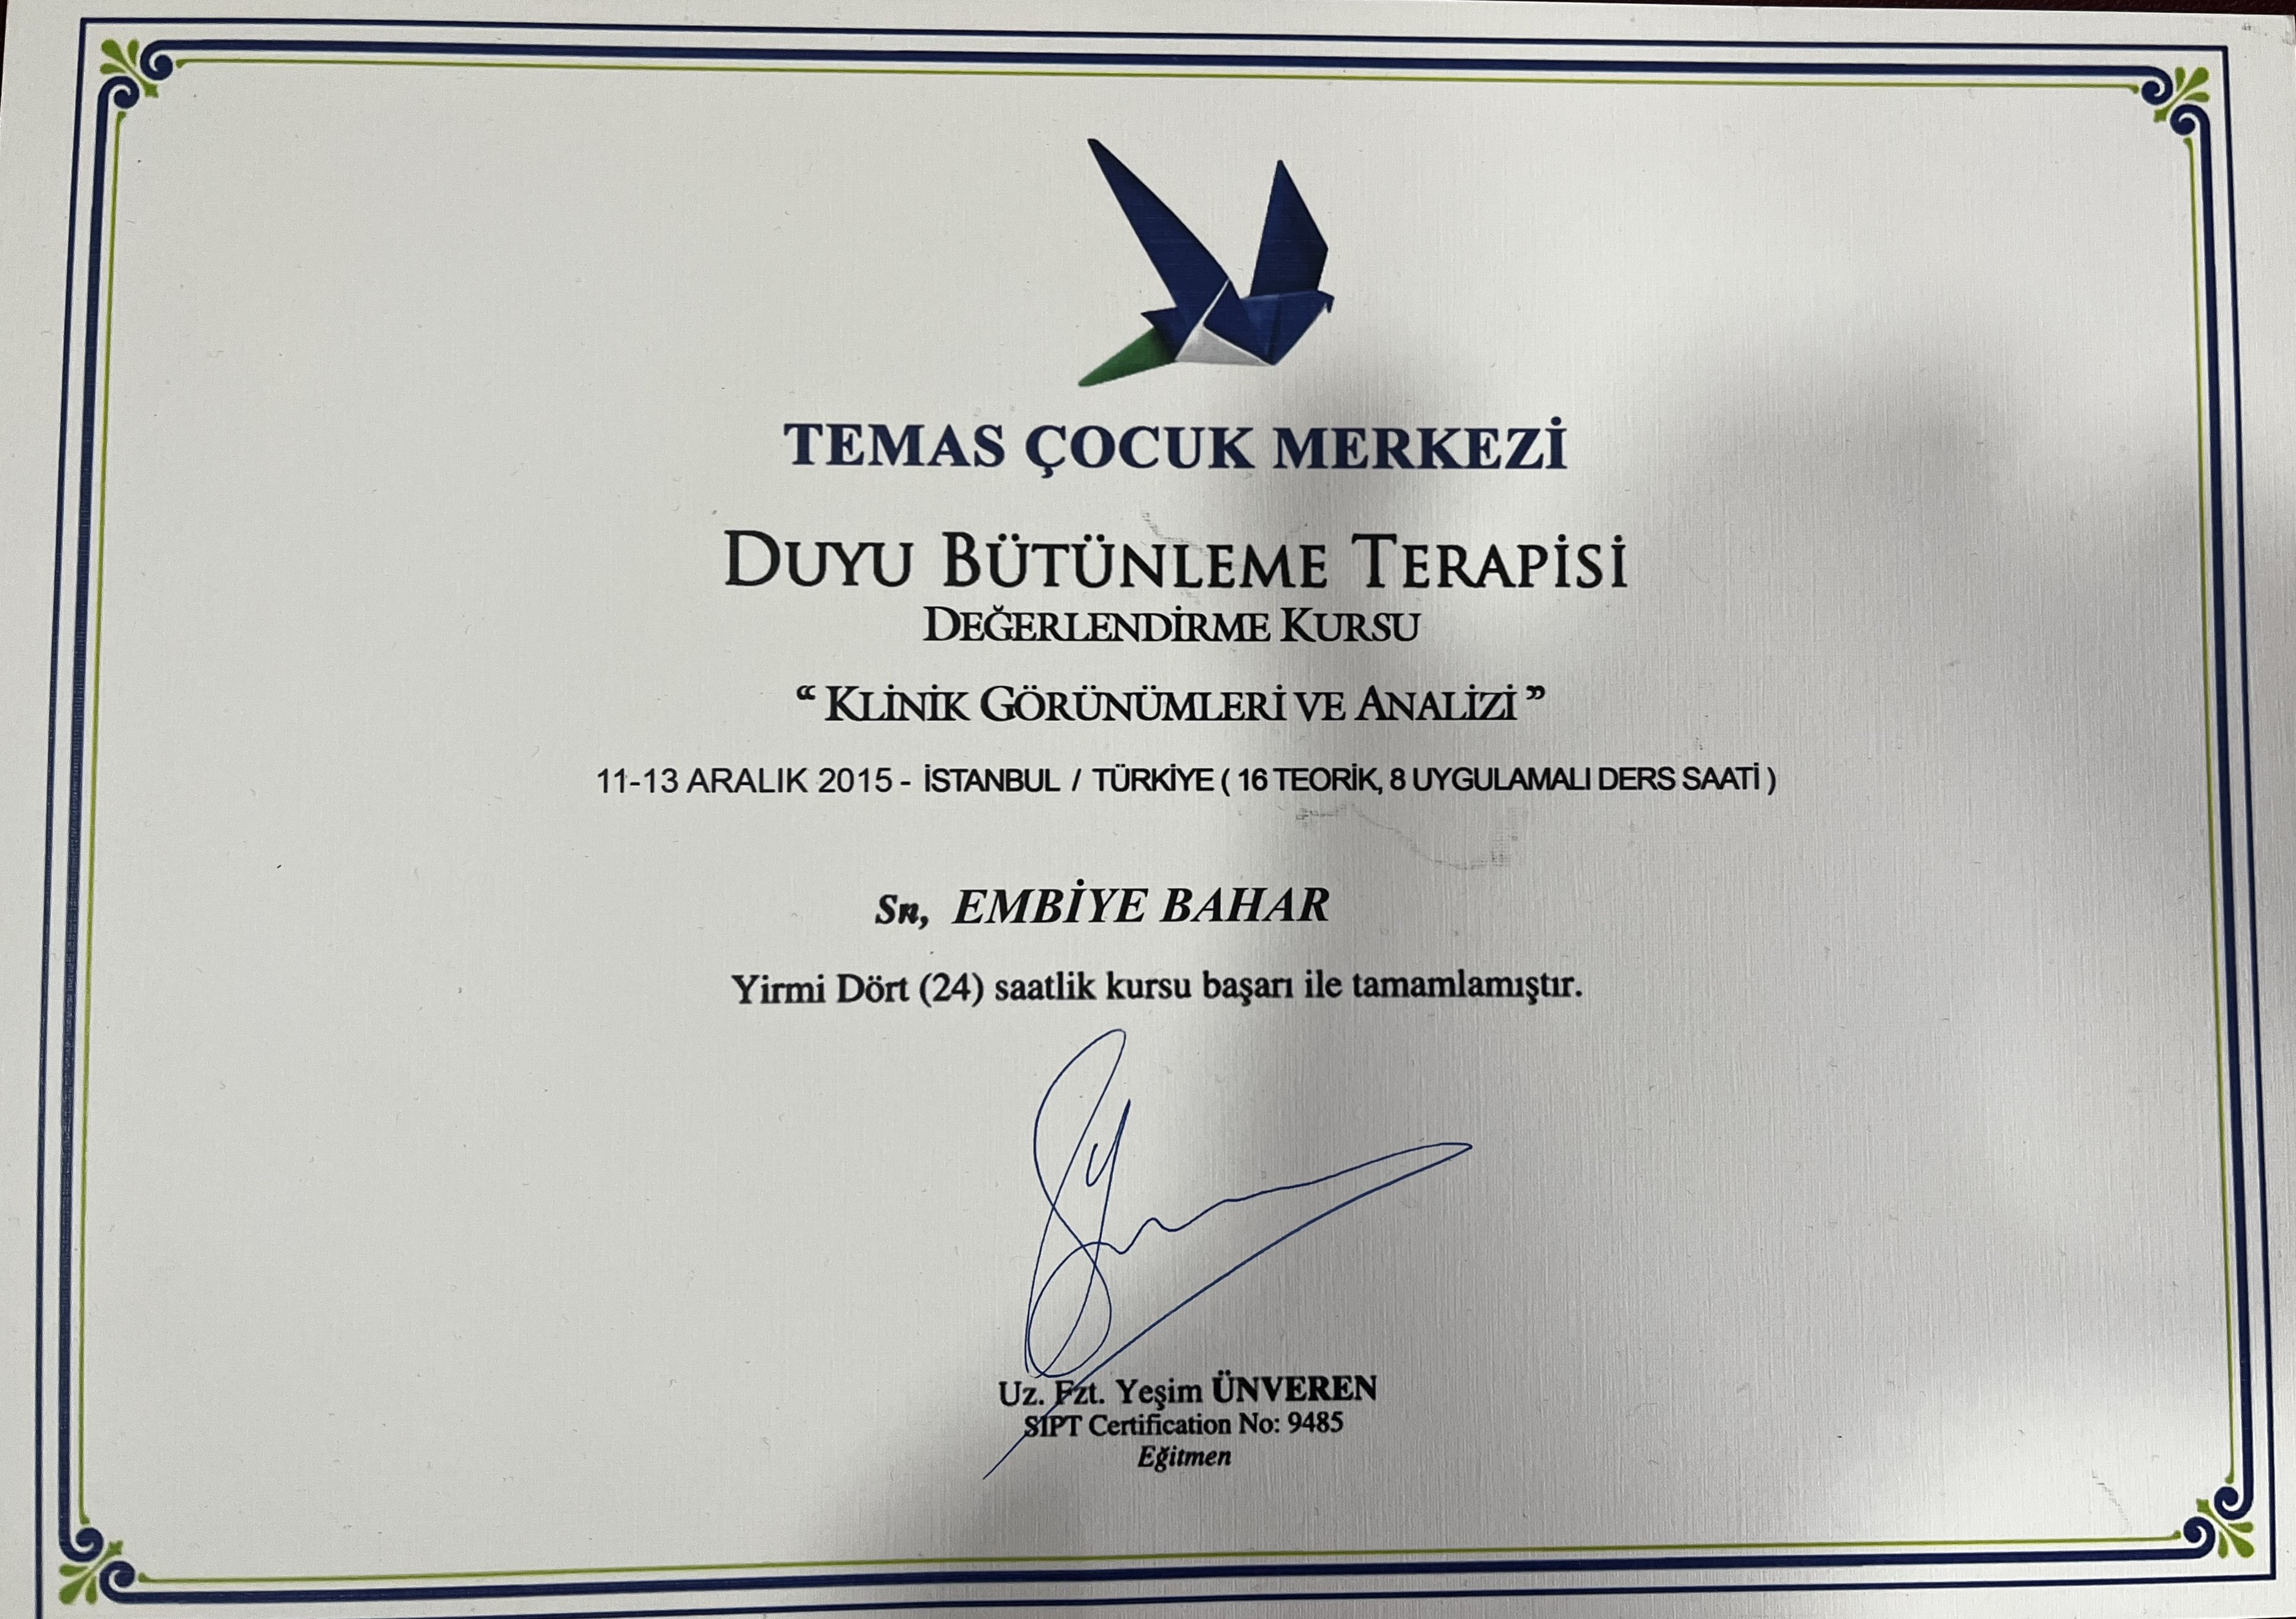 TEMAS ÇOCUK MERKEZİ
DUYU BÜTÜNLEME TERAPİSİ
DEĞERLENDİRME KURSU
“ KLİNİK GÖRÜNÜMLERİ VE ANALİZİ ”
11-13 ARALIK 2015 - İSTANBUL / TÜRKİYE ( 16 TEORİK, 8 UYGULAMALI DERS SAATİ )
Sn, EMBİYE BAHAR
Yirmi Dört (24) saatlik kursu başarı ile tamamlamıştır.
Uz. Fzt. Yeşim ÜNVEREN
SIPT Certification No: 9485
Eğitmen